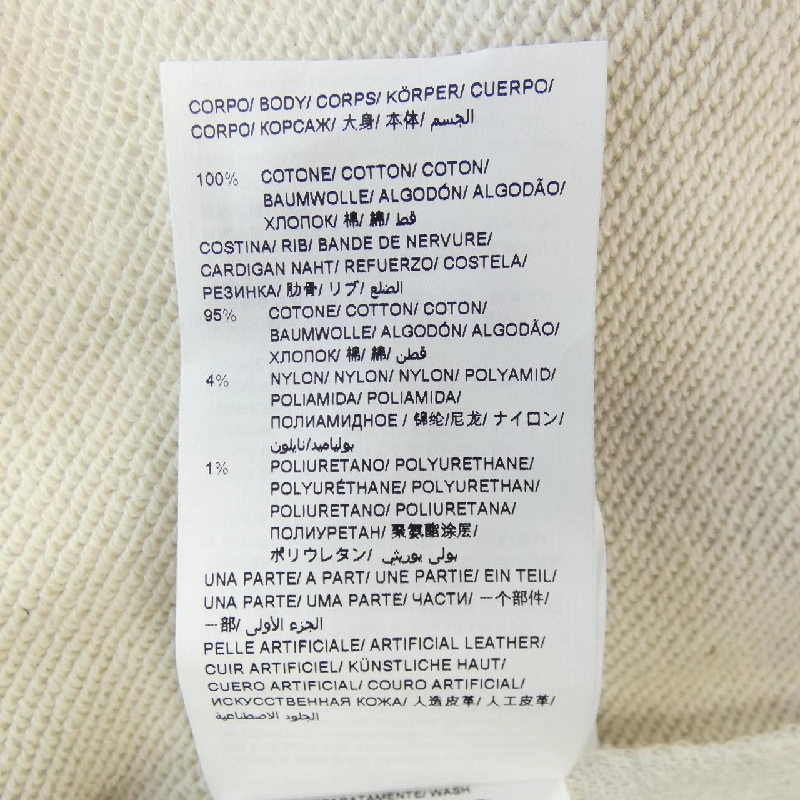 CORPO/ BODY/ CORPS/ KÖRPER/ CUERPO/
CORPO/ КОРСАЖ/ 大身/ 本体/ الجسم
100% COTONE/ COTTON/ COTON/
BAUMWOLLE/ ALGODÓN/ ALGODÃO/
ХЛОПОК/ 棉/ 綿/ قطن
COSTINA/ RIB/ BANDE DE NERVURE/
CARDIGAN NAHT/ REFUERZO/ COSTELA/
РЕЗИНКА/ 肋骨/ リブ/ الضلع
95% COTONE/ COTTON/ COTON/
BAUMWOLLE/ ALGODÓN/ ALGODÃO/
ХЛОПОК/ 棉/ 綿/ قطن
4% NYLON/ NYLON/ NYLON/ POLYAMID/
POLIAMIDA/ POLIAMIDA/
ПОЛИАМИДНОЕ / 锦纶/尼龙/ ナイロン/
بولياميد/نايلون
1% POLIURETANO/ POLYURETHANE/
POLYURÉTHANE/ POLYURETHAN/
POLIURETANO/ POLIURETANA/
ПОЛИУРЕТАН/ 聚氨酯涂层/
ポリウレタン/ بولي يوريثي
UNA PARTE/ A PART/ UNE PARTIE/ EIN TEIL/
UNA PARTE/ UMA PARTE/ ЧАСТИ/ 一个部件/
一部/ الجزء الأولى
PELLE ARTIFICIALE/ ARTIFICIAL LEATHER/
CUIR ARTIFICIEL/ KÜNSTLICHE HAUT/
CUERO ARTIFICIAL/ COURO ARTIFICIAL/
ИСКУССТВЕННАЯ КОЖА/ 人造皮革/ 人工皮革/
الجلود الاصطناعية
WASH